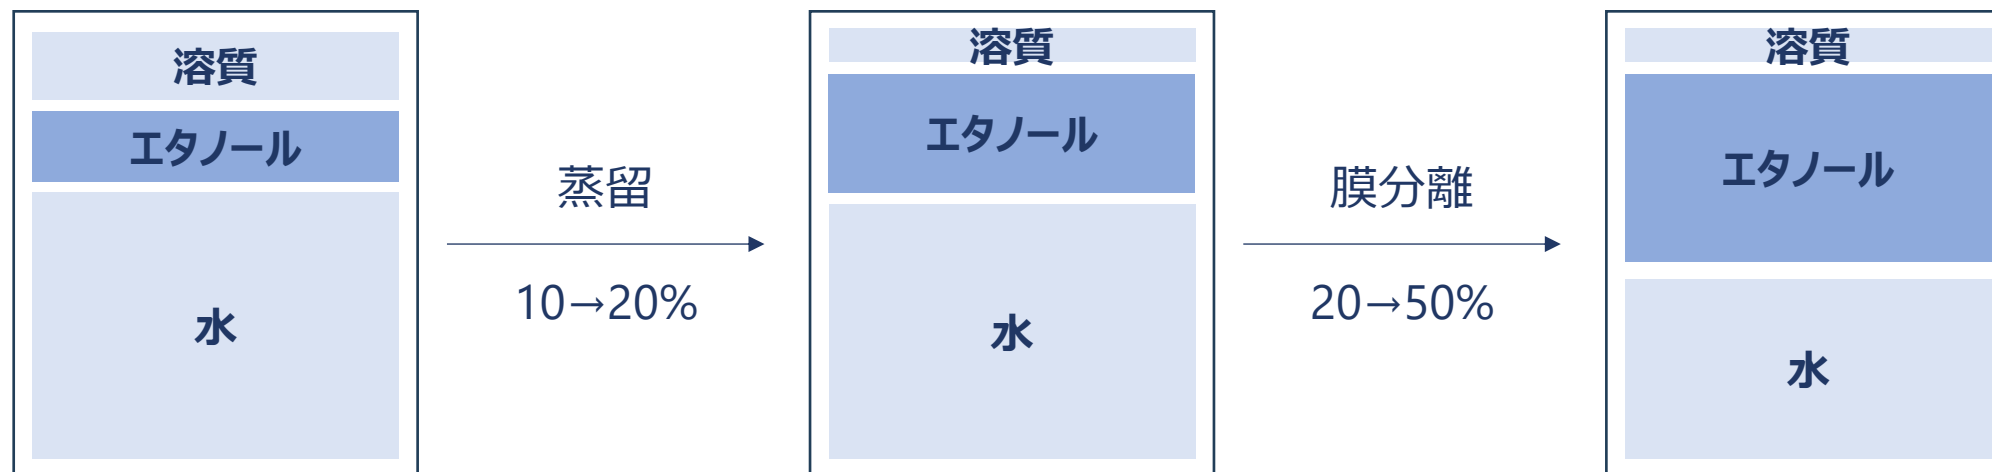 溶質
エタノール
水
蒸留
10→20%
溶質
エタノール
水
膜分離
20→50%
溶質
エタノール
水